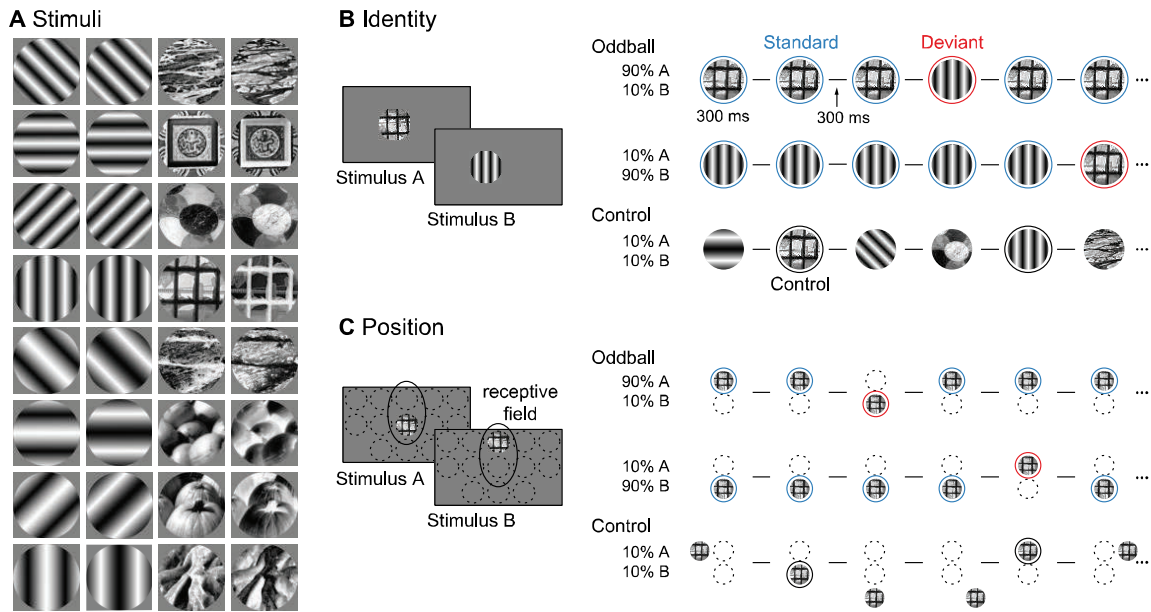 A Stimuli
B Identity
Stimulus A
Stimulus B
Oddball
Standard
Deviant
90% A
10% B
300 ms
300 ms
10% A
90% B
Control
10% A
10% B
Control
C Position
receptive
field
Stimulus A
Stimulus B
Oddball
90% A
10% B
10% A
90% B
Control
10% A
10% B